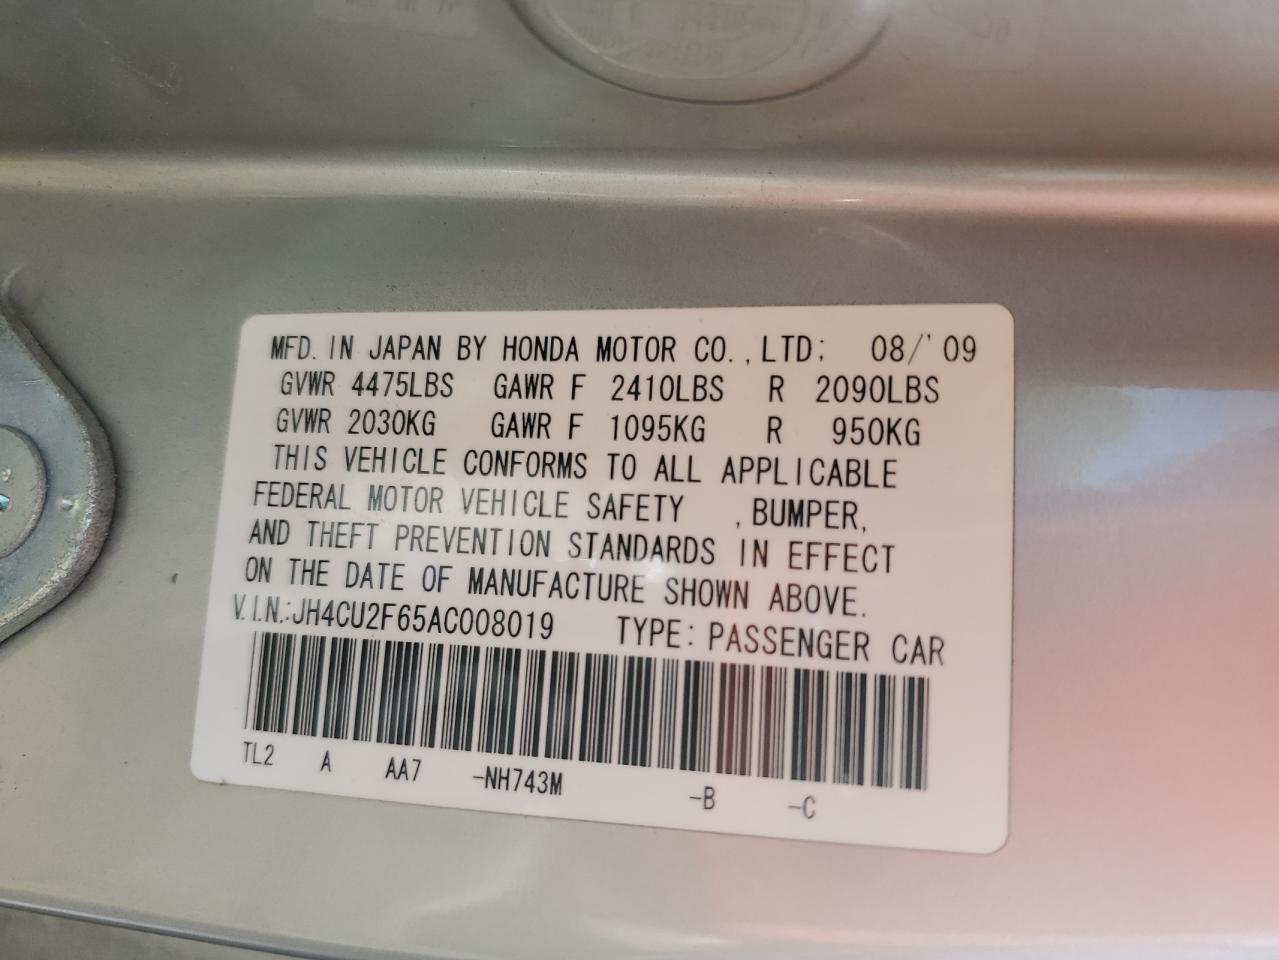 MFD. IN JAPAN BY HONDA MOTOR CO., LTD; 08/'09
GVWR 4475LBS GAWR F 2410LBS R 2090LBS
GVWR 2030KG GAWR F 1095KG R 950KG
THIS VEHICLE CONFORMS TO ALL APPLICABLE
FEDERAL MOTOR VEHICLE SAFETY , BUMPER,
AND THEFT PREVENTION STANDARDS IN EFFECT
ON THE DATE OF MANUFACTURE SHOWN ABOVE.
V.I.N.:JH4CU2F65AC008019 TYPE: PASSENGER CAR
TL2 A AA7 -NH743M -B -C